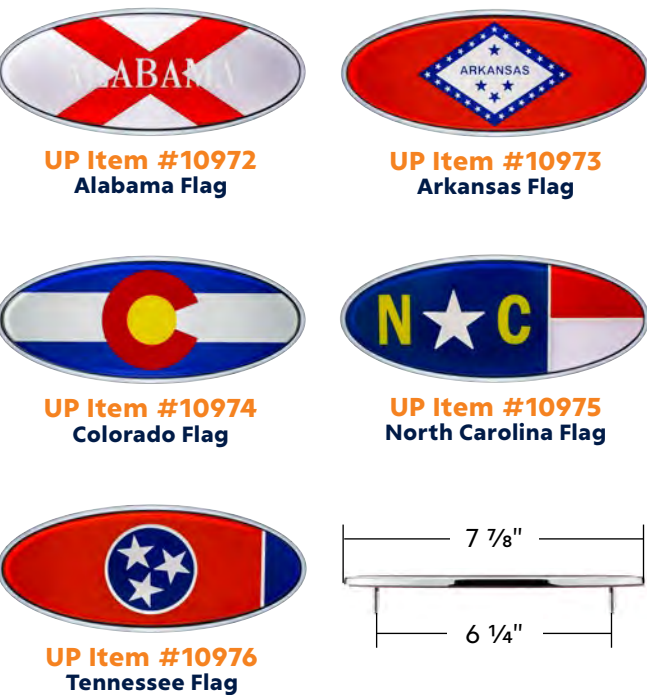 ALABAMA
UP Item #10972
Alabama Flag
ARKANSAS
UP Item #10973
Arkansas Flag
C
UP Item #10974
Colorado Flag
N C
UP Item #10975
North Carolina Flag
UP Item #10976
Tennessee Flag
7 ⅞"
6 ¼"